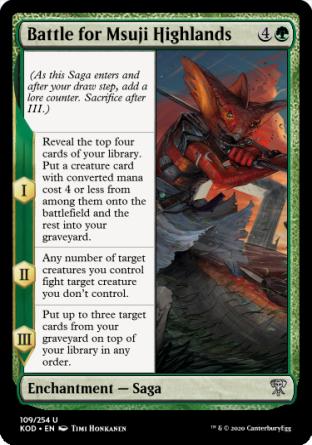 Battle for Msuji Highlands 4
(As this Saga enters and
after your draw step, add a
lore counter. Sacrifice after
III.)
I
Reveal the top four
cards of your library.
Put a creature card
with converted mana
cost 4 or less from
among them onto the
battlefield and the
rest into your
graveyard.
II
Any number of target
creatures you control
fight target creature
you don't control.
III
Put up to three target
cards from your
graveyard on top of
your library in any
order.
Enchantment — Saga
109/254 U
KOD • EN Timi Honkanen
™ & © 2020 CanterburyEgg